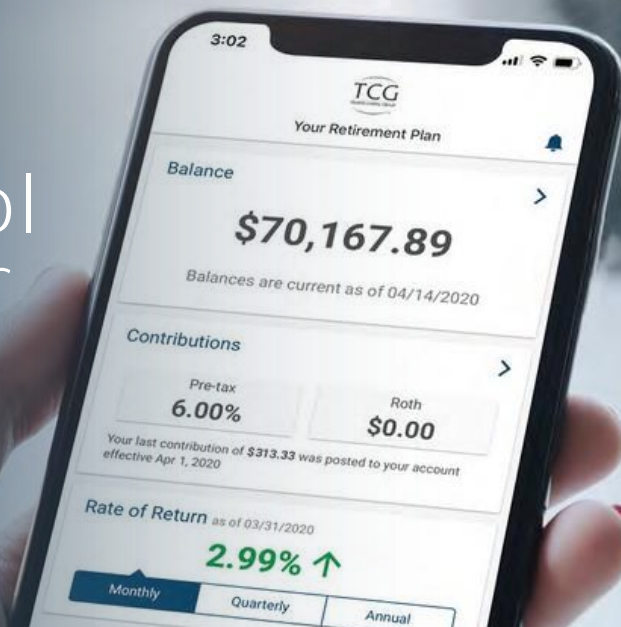 ol
3:02
TCG
Your Retirement Plan
Balance
$70,167.89
Balances are current as of 04/14/2020
Contributions
Pre-tax
6.00%
Roth
$0.00
Your last contribution of $313.33 was posted to your account
effective Apr 1, 2020
Rate of Return as of 03/31/2020
2.99%
Monthly
Quarterly
Annual